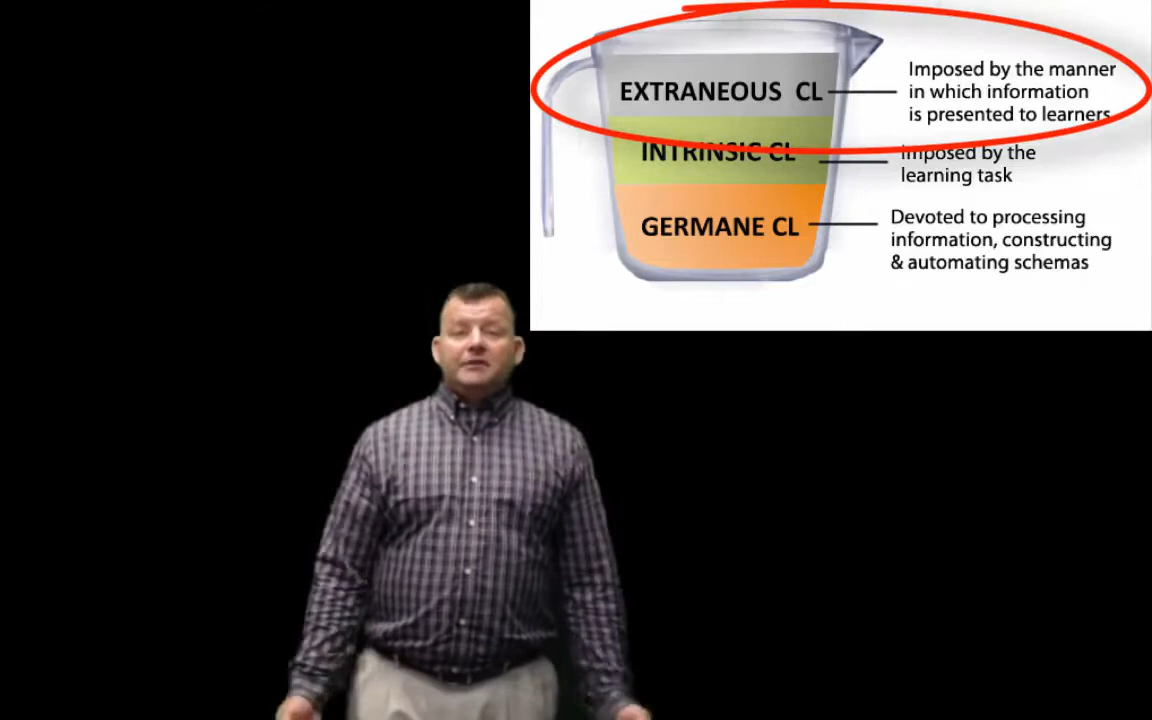 EXTRANEOUS CL
Imposed by the manner
in which information
is presented to learners
INTRINSIC CL
Imposed by the
learning task
GERMANE CL
Devoted to processing
information, constructing
& automating schemas